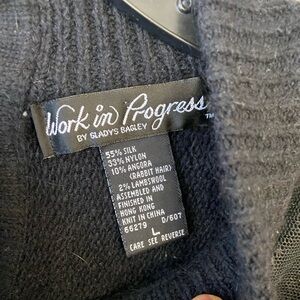 Work in Progress ™
BY GLADYS BAGLEY
55% SILK
33% NYLON
10% ANGORA
(RABBIT HAIR)
2% LAMBSWOOL
ASSEMBLED AND
FINISHED IN
HONG KONG
KNIT IN CHINA
66279 D/607
L
CARE SEE REVERSE